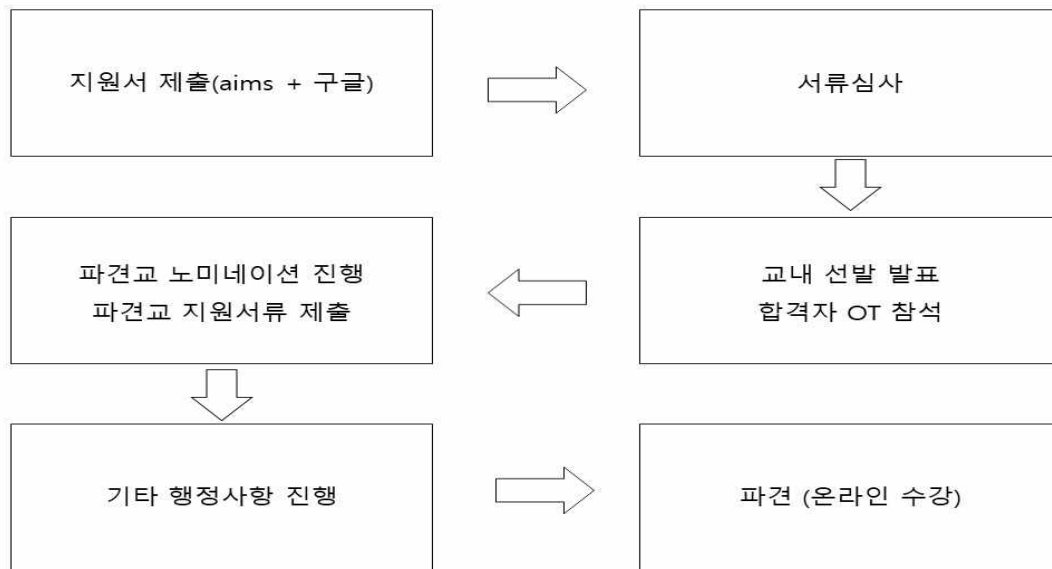 지원서 제출(aims + 구글)
서류심사
교내 선발 발표
합격자 OT 참석
파견교 노미네이션 진행
파견교 지원서류 제출
기타 행정사항 진행
파견 (온라인 수강)